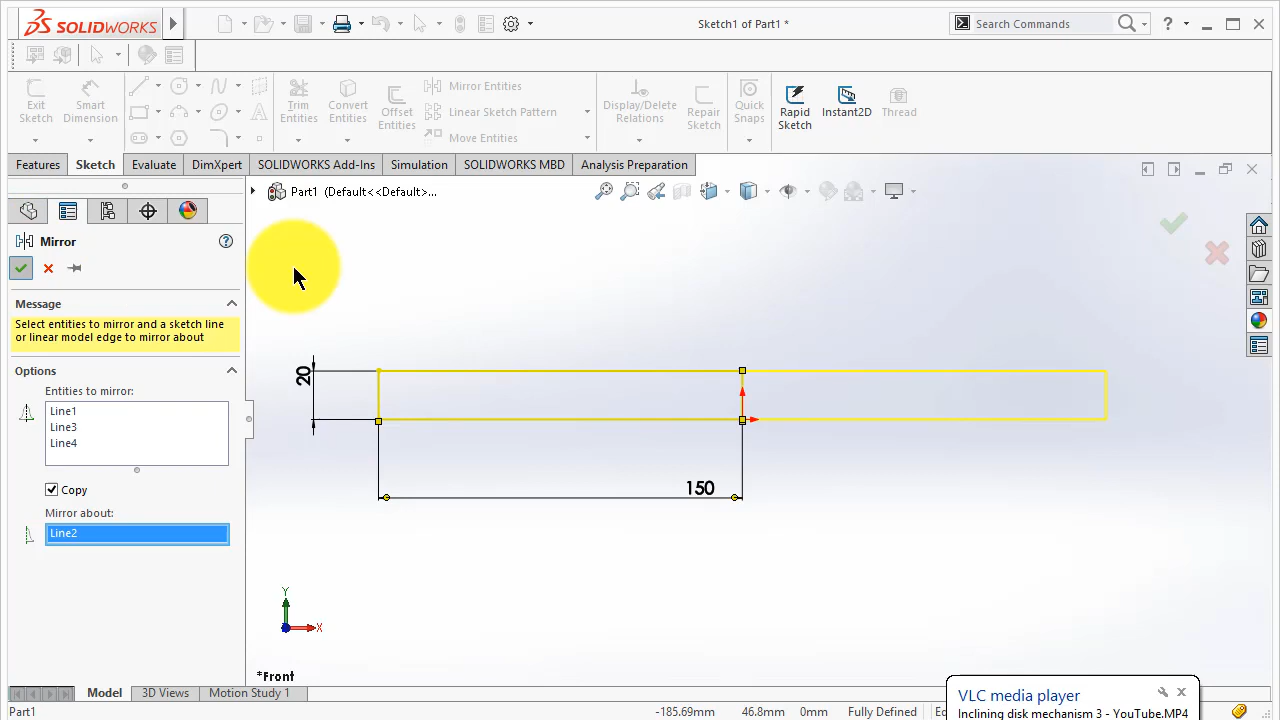 SOLIDWORKS
Sketch1 of Part1 *
Search Commands
?
Exit Sketch
Smart Dimension
Trim Entities
Convert Entities
Offset Entities
Mirror Entities
Linear Sketch Pattern
Move Entities
Display/Delete Relations
Repair Sketch
Quick Snaps
Rapid Sketch
Instant2D
Thread
Features Sketch Evaluate DimXpert SOLIDWORKS Add-Ins Simulation SOLIDWORKS MBD Analysis Preparation
Part1 (Default<<Default>...
Mirror
?
Message
Select entities to mirror and a sketch line
or linear model edge to mirror about
Options
Entities to mirror:
Line1
Line3
Line4
Copy
Mirror about:
Line2
20
150
Y
X
*Front
Model 3D Views Motion Study 1
VLC media player
Inclining disk mechanism 3 - YouTube.MP4
Part1
-185.69mm 46.8mm 0mm Fully Defined